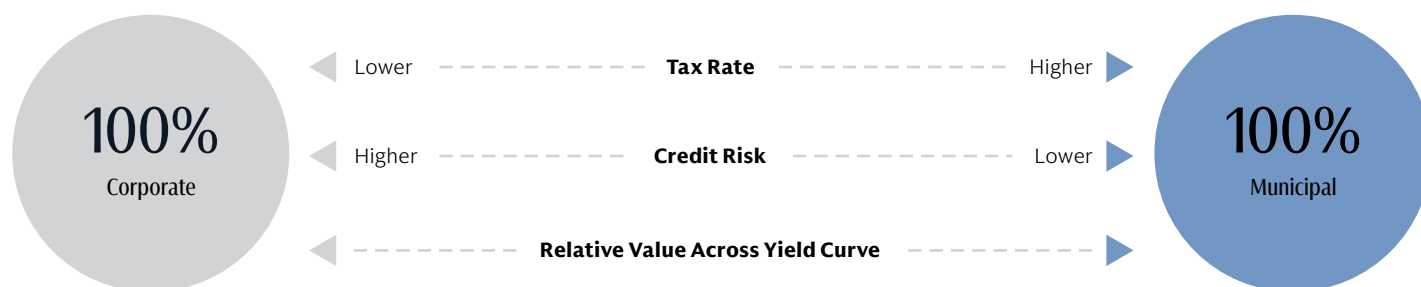 Lower Tax Rate Higher
100% Corporate
Higher Credit Risk Lower
100% Municipal
Relative Value Across Yield Curve